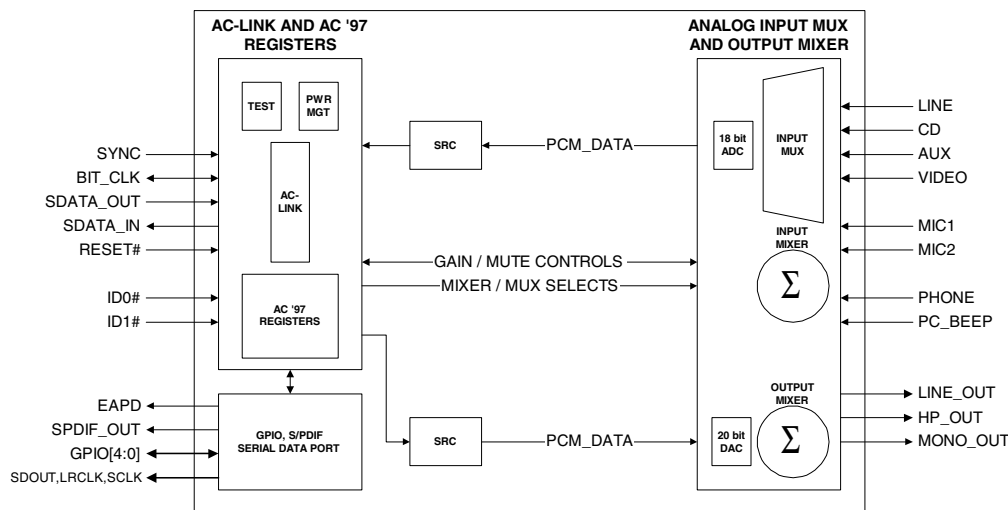 AC-LINK AND AC '97
REGISTERS
ANALOG INPUT MUX
AND OUTPUT MIXER
TEST
PWR
MGT
AC-
LINK
AC '97
REGISTERS
SYNC
BIT_CLK
SDATA_OUT
SDATA_IN
RESET#
ID0#
ID1#
EAPD
SPDIF_OUT
GPIO[4:0]
SDOUT,LRCLK,SCLK
GPIO, S/PDIF
SERIAL DATA PORT
SRC
PCM_DATA
GAIN / MUTE CONTROLS
MIXER / MUX SELECTS
SRC
PCM_DATA
18 bit
ADC
INPUT
MUX
INPUT
MIXER
Σ
OUTPUT
MIXER
20 bit
DAC
Σ
LINE
CD
AUX
VIDEO
MIC1
MIC2
PHONE
PC_BEEP
LINE_OUT
HP_OUT
MONO_OUT